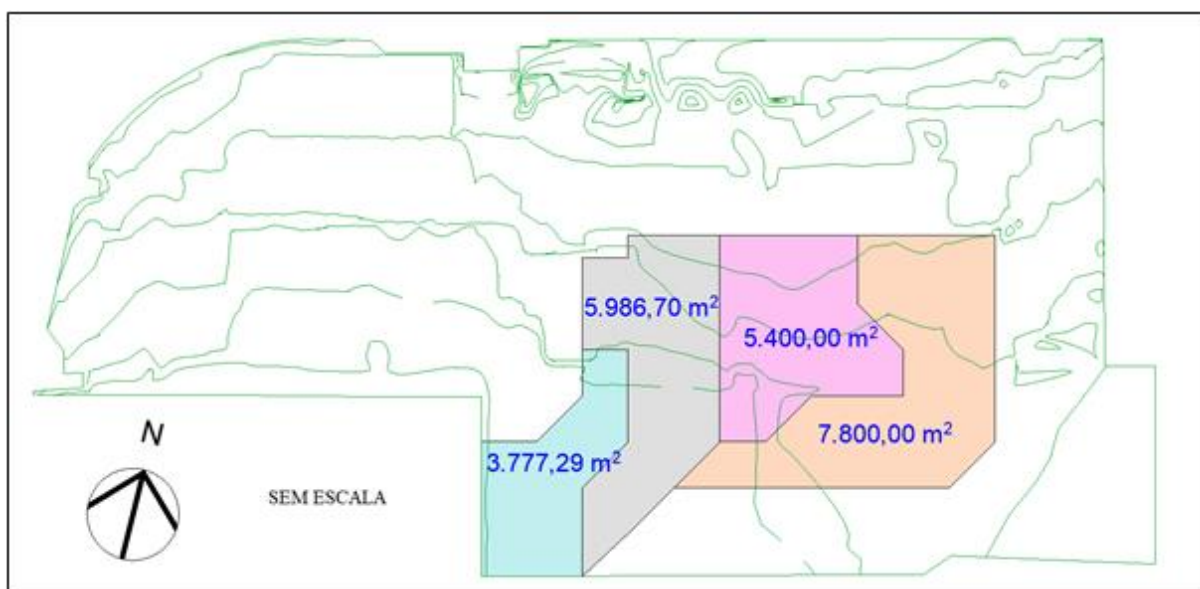 5.986,70 m²
5.400,00 m²
7.800,00 m²
3.777,29 m²
N
SEM ESCALA